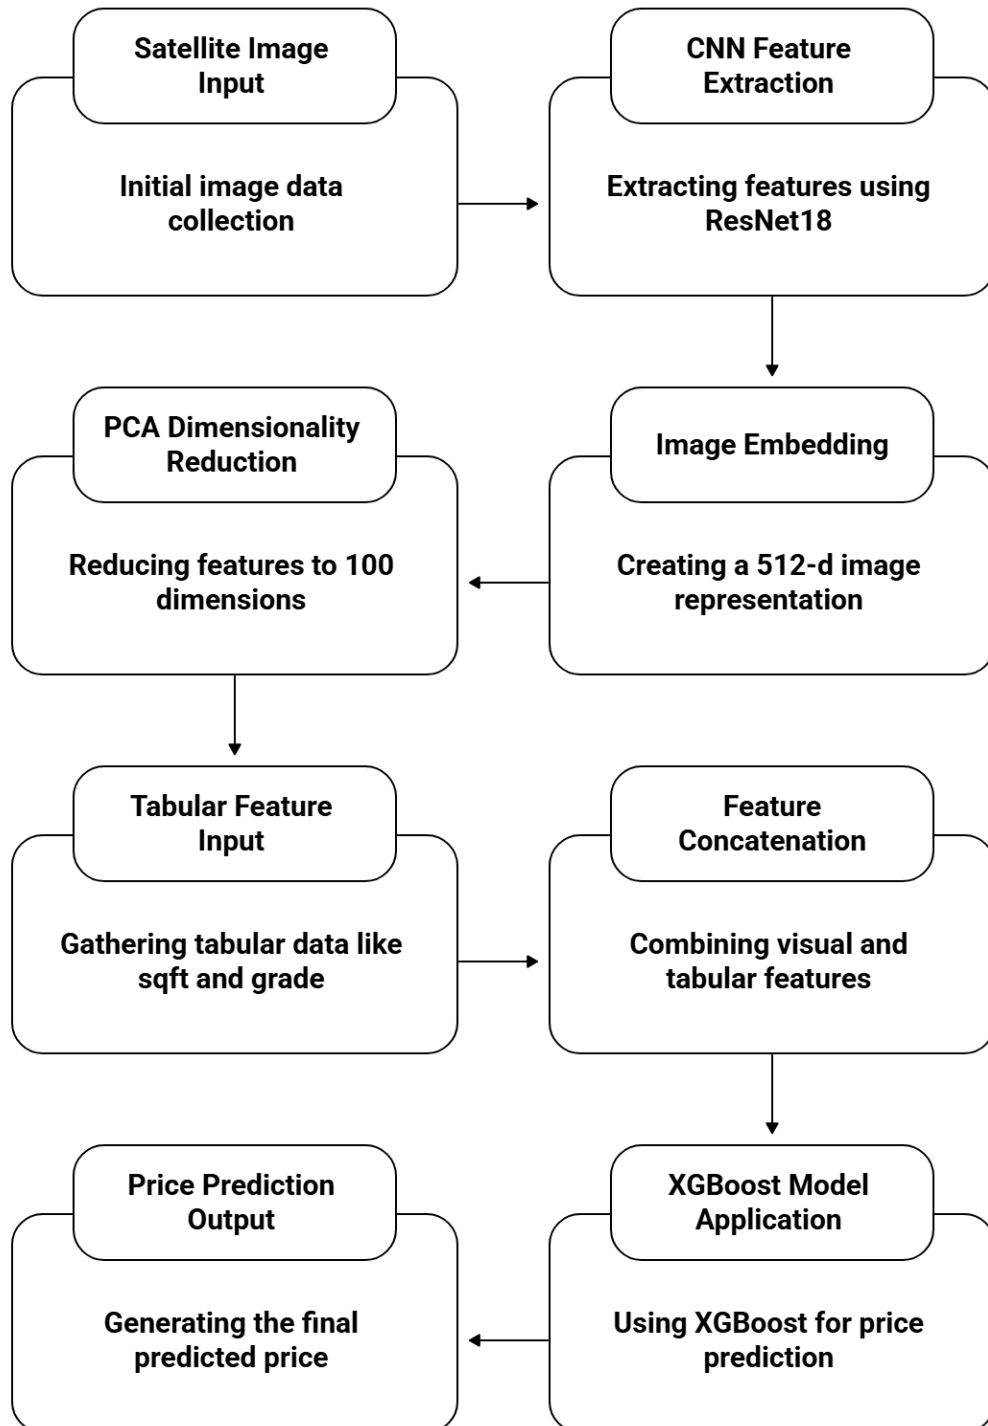 Satellite Image
Input
Initial image data
collection
CNN Feature
Extraction
Extracting features using
ResNet18
Image Embedding
Creating a 512-d image
representation
PCA Dimensionality
Reduction
Reducing features to 100
dimensions
Tabular Feature
Input
Gathering tabular data like
sqft and grade
Feature
Concatenation
Combining visual and
tabular features
XGBoost Model
Application
Using XGBoost for price
prediction
Price Prediction
Output
Generating the final
predicted price